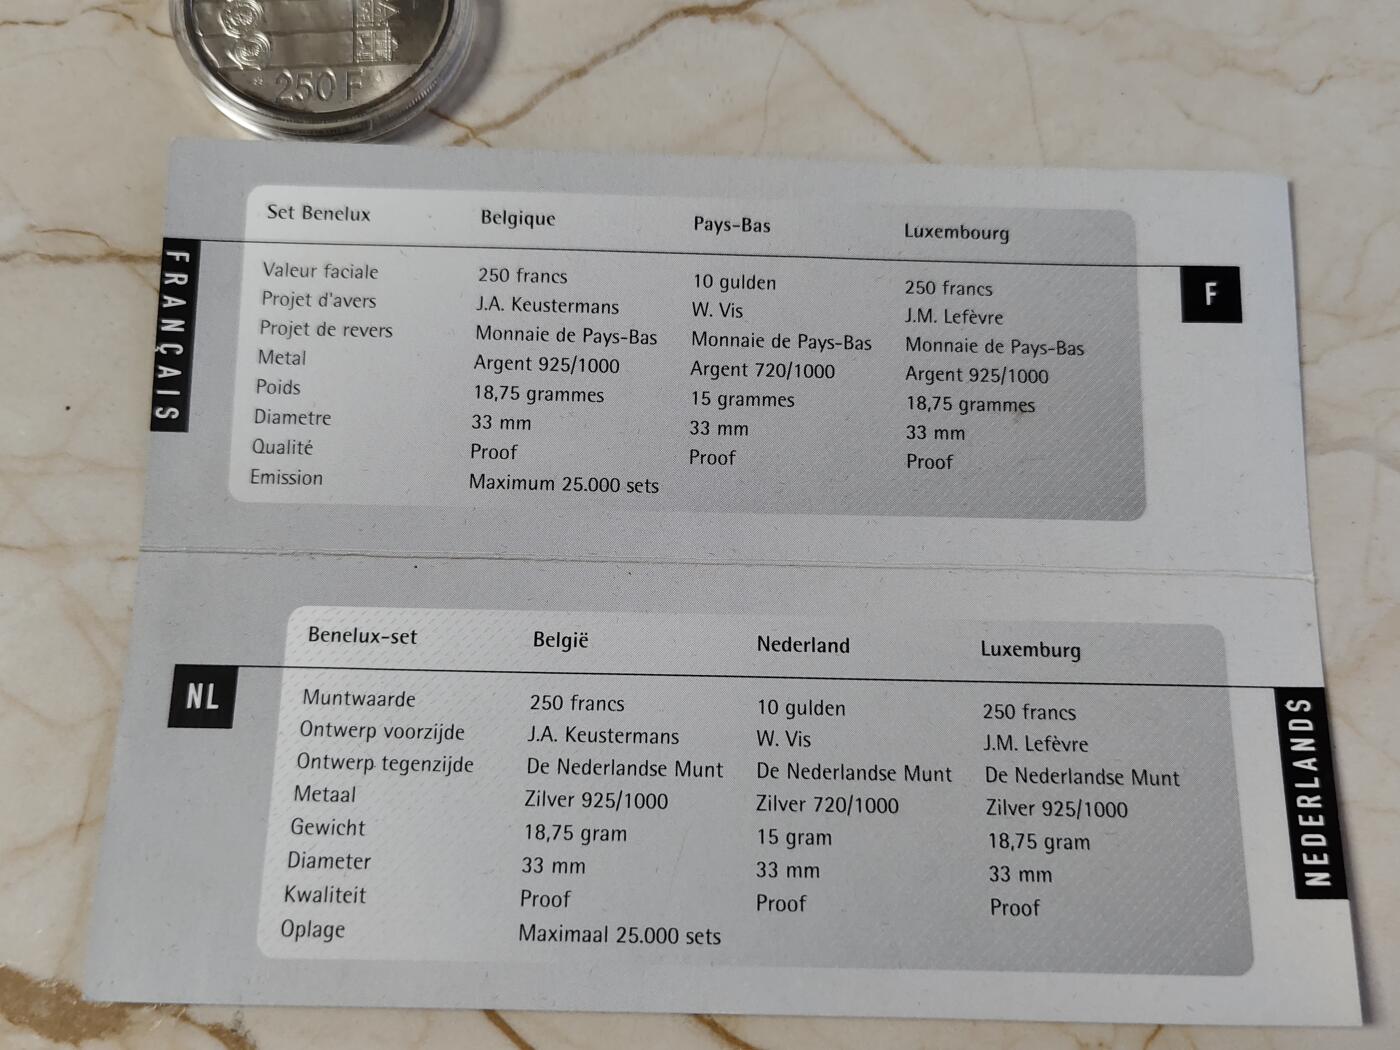 250 F
Set Benelux Belgique Pays-Bas Luxembourg
FRANÇAIS
F
Valeur faciale 250 francs 10 gulden 250 francs
Projet d'avers J.A. Keustermans W. Vis J.M. Lefèvre
Projet de revers Monnaie de Pays-Bas Monnaie de Pays-Bas Monnaie de Pays-Bas
Metal Argent 925/1000 Argent 720/1000 Argent 925/1000
Poids 18,75 grammes 15 grammes 18,75 grammes
Diametre 33 mm 33 mm 33 mm
Qualité Proof Proof Proof
Emission Maximum 25.000 sets
Benelux-set België Nederland Luxemburg
NL
NEDERLANDS
Muntwaarde 250 francs 10 gulden 250 francs
Ontwerp voorzijde J.A. Keustermans W. Vis J.M. Lefèvre
Ontwerp tegenzijde De Nederlandse Munt De Nederlandse Munt De Nederlandse Munt
Metaal Zilver 925/1000 Zilver 720/1000 Zilver 925/1000
Gewicht 18,75 gram 15 gram 18,75 gram
Diameter 33 mm 33 mm 33 mm
Kwaliteit Proof Proof Proof
Oplage Maximaal 25.000 sets